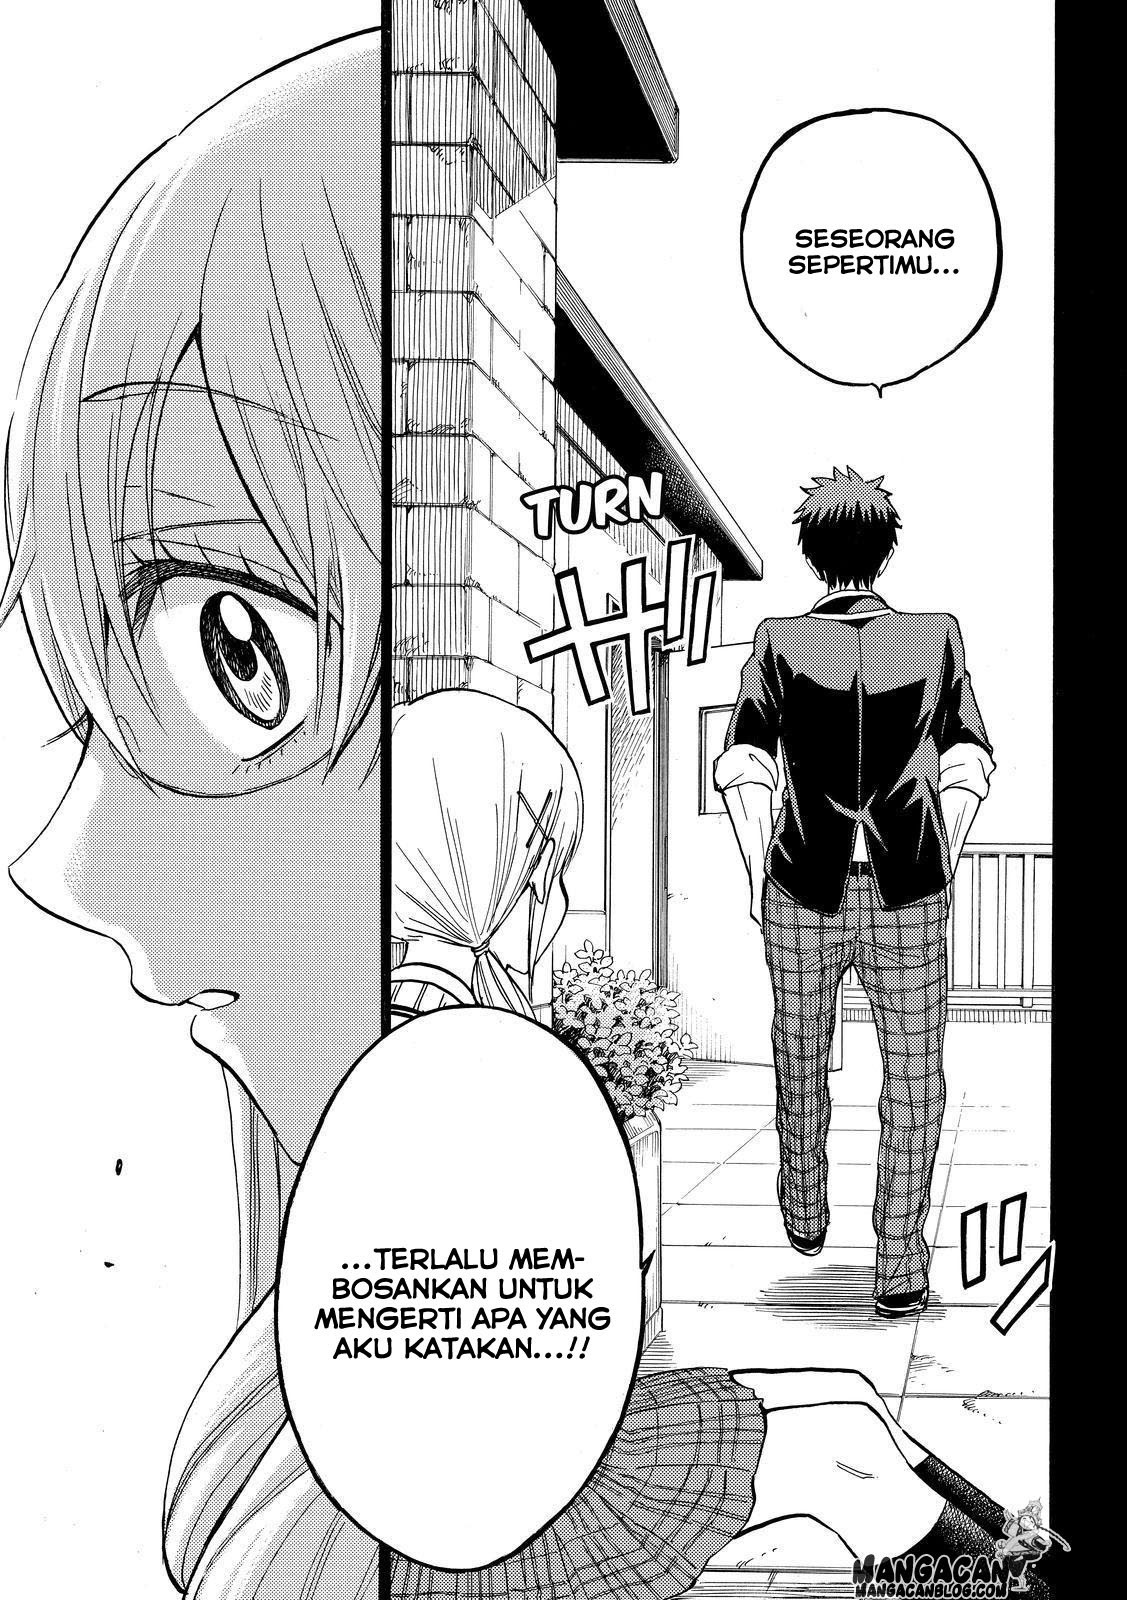 SESEORANG
SEPERTIMU...
TURN
...TERLALU MEM-
BOSANKAN UNTUK
MENGERTI APA YANG
AKU KATAKAN...!!
MANGACAN
MANGACANBLOG.COM